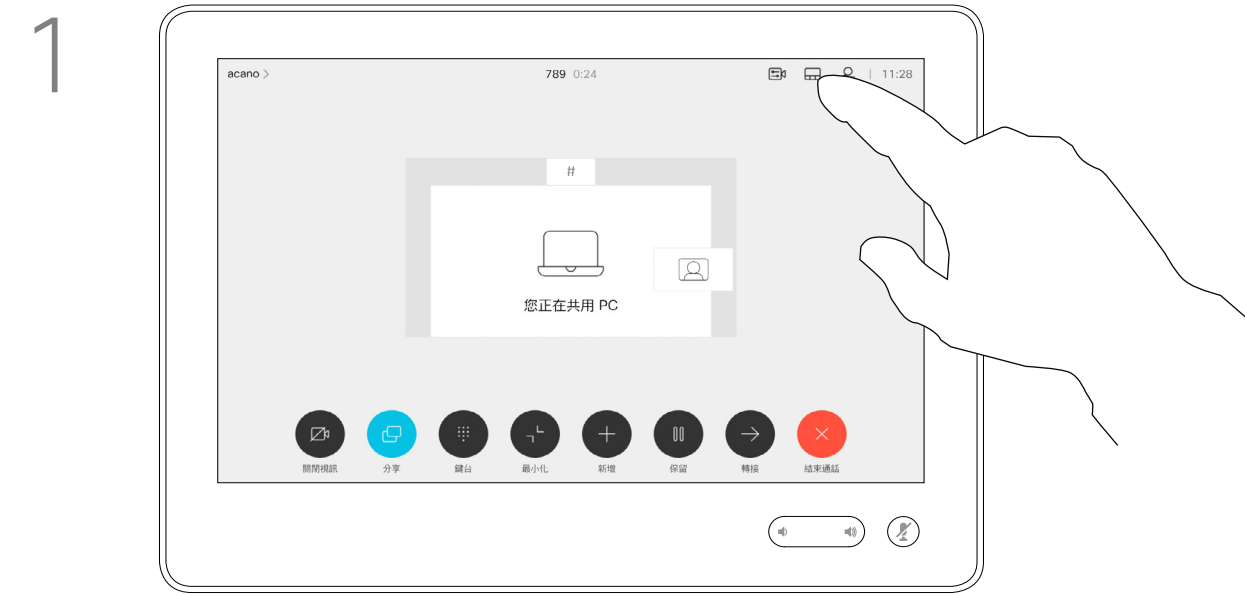 1
acano >
789 0:24
11:28
#
您正在共用 PC
關閉視訊
分享
鍵台
最小化
新增
保留
轉接
結束通話